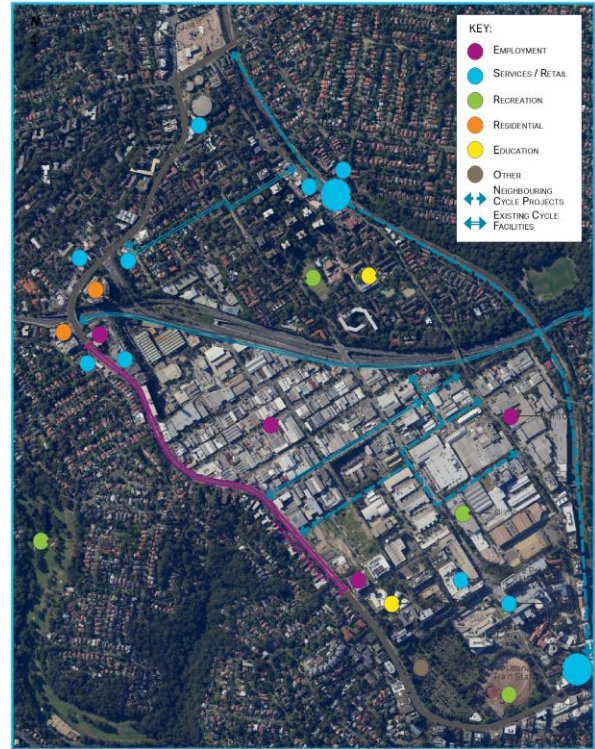 N
KEY:
EMPLOYMENT
SERVICES / RETAIL
RECREATION
RESIDENTIAL
EDUCATION
OTHER
NEIGHBOURING
CYCLE PROJECTS
EXISTING CYCLE
FACILITIES